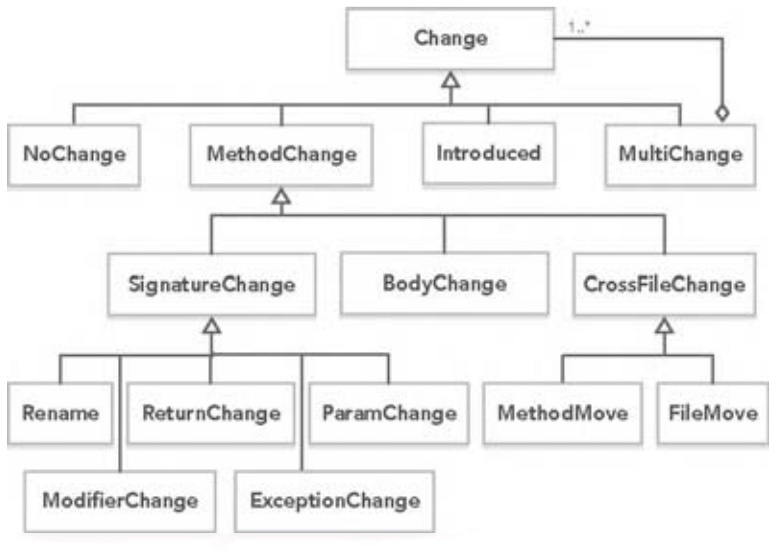 Change
1..*
NoChange
MethodChange
Introduced
MultiChange
SignatureChange
BodyChange
CrossFileChange
Rename
ReturnChange
ParamChange
MethodMove
FileMove
ModifierChange
ExceptionChange